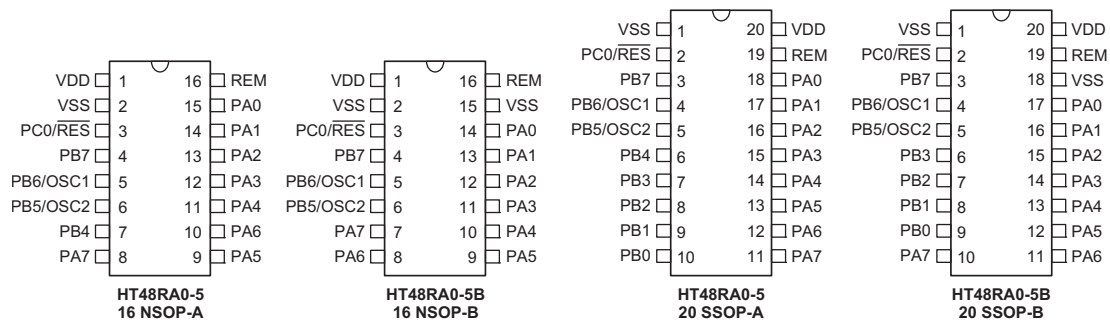 VDD 1 16 REM
VSS 2 15 PA0
PC0/R̅E̅S̅ 3 14 PA1
PB7 4 13 PA2
PB6/OSC1 5 12 PA3
PB5/OSC2 6 11 PA4
PB4 7 10 PA6
PA7 8 9 PA5
HT48RA0-5
16 NSOP-A
VDD 1 16 REM
VSS 2 15 VSS
PC0/R̅E̅S̅ 3 14 PA0
PB7 4 13 PA1
PB6/OSC1 5 12 PA2
PB5/OSC2 6 11 PA3
PA7 7 10 PA4
PA6 8 9 PA5
HT48RA0-5B
16 NSOP-B
VSS 1 20 VDD
PC0/R̅E̅S̅ 2 19 REM
PB7 3 18 PA0
PB6/OSC1 4 17 PA1
PB5/OSC2 5 16 PA2
PB4 6 15 PA3
PB3 7 14 PA4
PB2 8 13 PA5
PB1 9 12 PA6
PB0 10 11 PA7
HT48RA0-5
20 SSOP-A
VSS 1 20 VDD
PC0/R̅E̅S̅ 2 19 REM
PB7 3 18 VSS
PB6/OSC1 4 17 PA0
PB5/OSC2 5 16 PA1
PB3 6 15 PA2
PB2 7 14 PA3
PB1 8 13 PA4
PB0 9 12 PA5
PA7 10 11 PA6
HT48RA0-5B
20 SSOP-B